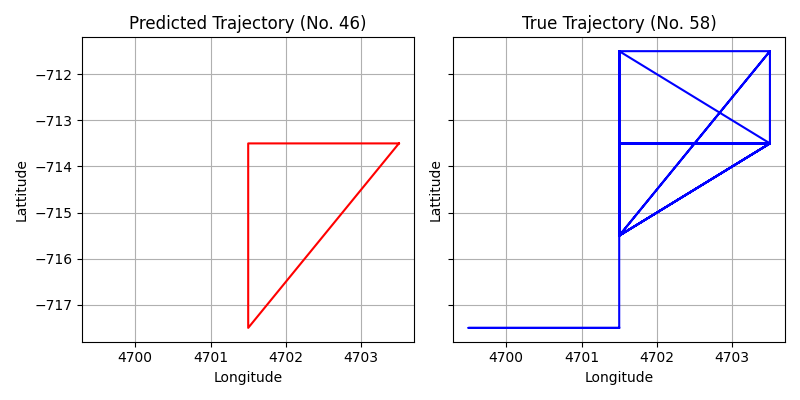 Predicted Trajectory (No. 46)
Lattitude
−712
−713
−714
−715
−716
−717
4700
4701
4702
4703
Longitude
True Trajectory (No. 58)
Lattitude
4700
4701
4702
4703
Longitude